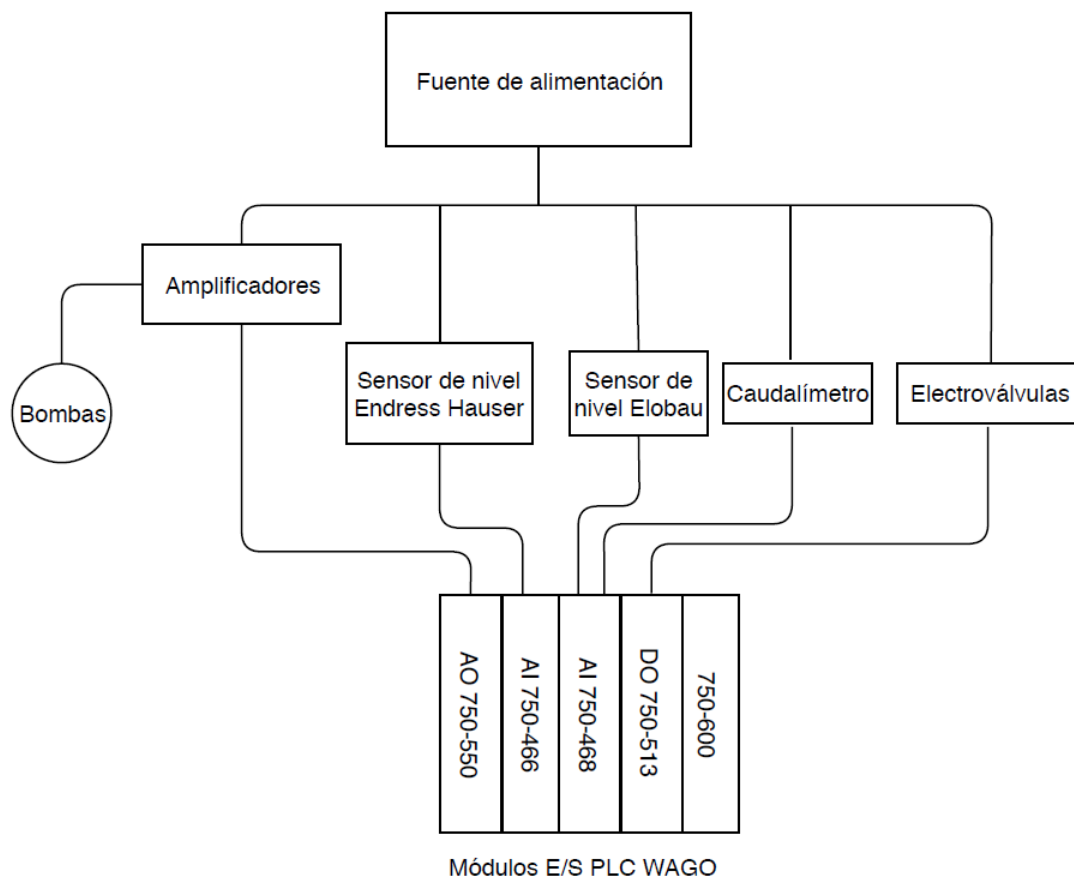 Fuente de alimentación
Amplificadores
Bombas
Sensor de nivel
Endress Hauser
Sensor de
nivel Elobau
Caudalímetro
Electroválvulas
AO 750-550
AI 750-466
AI 750-468
DO 750-513
750-600
Módulos E/S PLC WAGO